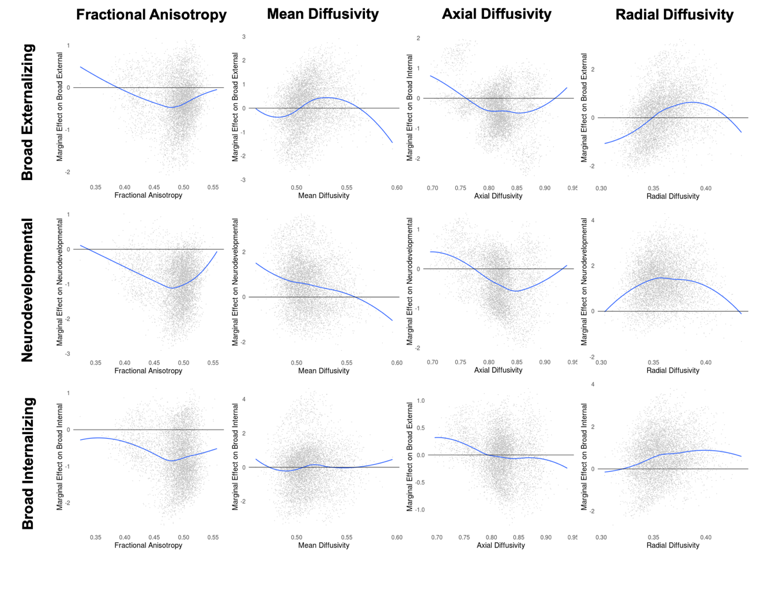 Fractional Anisotropy Mean Diffusivity Axial Diffusivity Radial Diffusivity
Broad Externalizing
Marginal Effect on Broad External
1
0
-1
-2
0.35 0.40 0.45 0.50 0.55
Fractional Anisotropy
Marginal Effect on Broad External
3
2
1
0
-1
-2
-3
0.50 0.55 0.60
Mean Diffusivity
Marginal Effect on Broad Internal
2
1
0
-1
-2
0.70 0.75 0.80 0.85 0.90 0.95
Axial Diffusivity
Marginal Effect on Broad External
2
0
-2
0.30 0.35 0.40
Radial Diffusivity
Neurodevelopmental
Marginal Effect on Neurodevelopmental
1
0
-1
-2
-3
0.35 0.40 0.45 0.50 0.55
Fractional Anisotropy
Marginal Effect on Neurodevelopmental
2
0
-2
0.50 0.55 0.60
Mean Diffusivity
Marginal Effect on Neurodevelopmental
1
0
-1
-2
0.70 0.75 0.80 0.85 0.90 0.95
Axial Diffusivity
Marginal Effect on Neurodevelopmental
4
2
0
-2
0.30 0.35 0.40
Radial Diffusivity
Broad Internalizing
Marginal Effect on Broad Internal
1
0
-1
-2
0.35 0.40 0.45 0.50 0.55
Fractional Anisotropy
Marginal Effect on Broad Internal
4
2
0
-2
0.50 0.55 0.60
Mean Diffusivity
Marginal Effect on Broad External
1.0
0.5
0.0
-0.5
-1.0
0.70 0.75 0.80 0.85 0.90 0.95
Axial Diffusivity
Marginal Effect on Broad Internal
4
2
0
-2
0.30 0.35 0.40
Radial Diffusivity